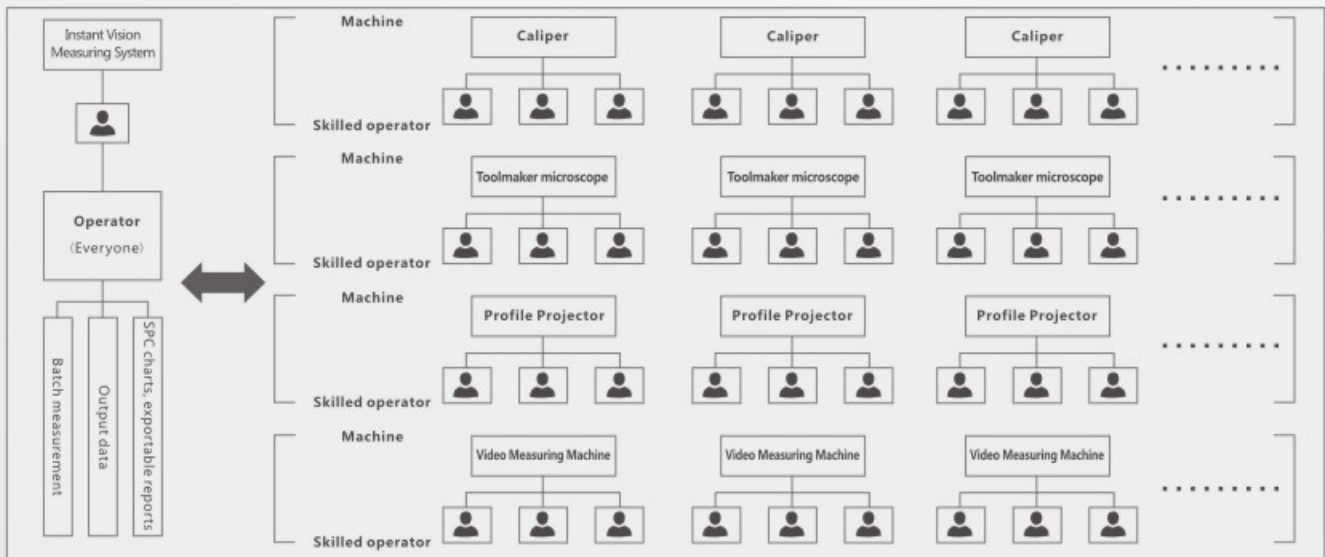 Instant Vision
Measuring System
Operator
(Everyone)
Batch measurement
Output data
SPC charts, exportable reports
Machine
Caliper
Caliper
Caliper
Skilled operator
Machine
Toolmaker microscope
Toolmaker microscope
Toolmaker microscope
Skilled operator
Machine
Profile Projector
Profile Projector
Profile Projector
Skilled operator
Machine
Video Measuring Machine
Video Measuring Machine
Video Measuring Machine
Skilled operator